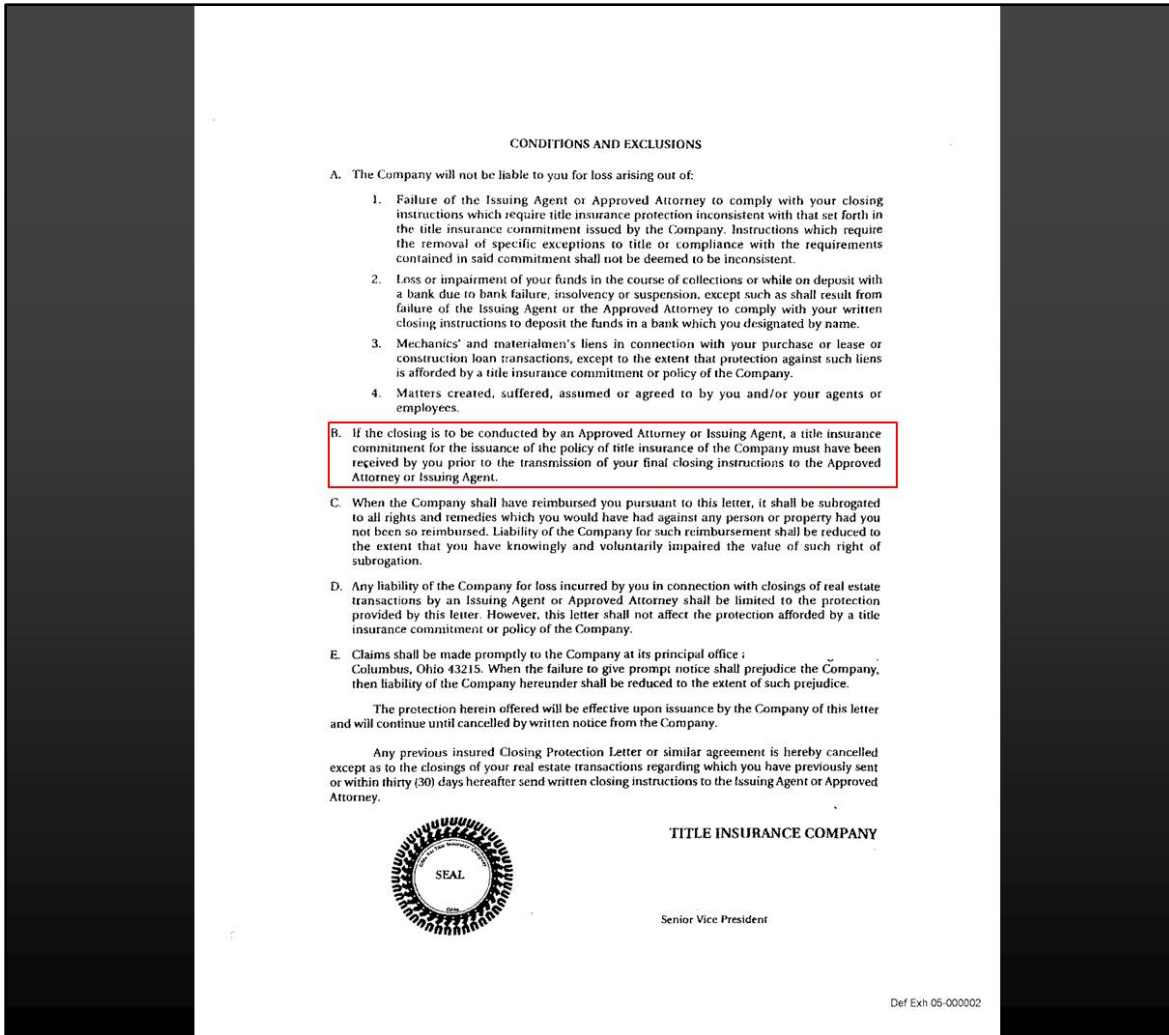 CONDITIONS AND EXCLUSIONS
A. The Company will not be liable to you for loss arising out of:
1. Failure of the Issuing Agent or Approved Attorney to comply with your closing
instructions which require title insurance protection inconsistent with that set forth in
the title insurance commitment issued by the Company. Instructions which require
the removal of specific exceptions to title or compliance with the requirements
contained in said commitment shall not be deemed to be inconsistent.
2. Loss or impairment of your funds in the course of collections or while on deposit with
a bank due to bank failure, insolvency or suspension, except such as shall result from
failure of the Issuing Agent or the Approved Attorney to comply with your written
closing instructions to deposit the funds in a bank which you designated by name.
3. Mechanics' and materialmen's liens in connection with your purchase or lease or
construction loan transactions, except to the extent that protection against such liens
is afforded by a title insurance commitment or policy of the Company.
4. Matters created, suffered, assumed or agreed to by you and/or your agents or
employees.
B. If the closing is to be conducted by an Approved Attorney or Issuing Agent, a title insurance
commitment for the issuance of the policy of title insurance of the Company must have been
received by you prior to the transmission of your final closing instructions to the Approved
Attorney or Issuing Agent.
C. When the Company shall have reimbursed you pursuant to this letter, it shall be subrogated
to all rights and remedies which you would have had against any person or property had you
not been so reimbursed. Liability of the Company for such reimbursement shall be reduced to
the extent that you have knowingly and voluntarily impaired the value of such right of
subrogation.
D. Any liability of the Company for loss incurred by you in connection with closings of real estate
transactions by an Issuing Agent or Approved Attorney shall be limited to the protection
provided by this letter. However, this letter shall not affect the protection afforded by a title
insurance commitment or policy of the Company.
E. Claims shall be made promptly to the Company at its principal office
Columbus, Ohio 43215. When the failure to give prompt notice shall prejudice the Company,
then liability of the Company hereunder shall be reduced to the extent of such prejudice.
The protection herein offered will be effective upon issuance by the Company of this letter
and will continue until cancelled by written notice from the Company.
Any previous insured Closing Protection Letter or similar agreement is hereby cancelled
except as to the closings of your real estate transactions regarding which you have previously sent
or within thirty (30) days hereafter send written closing instructions to the Issuing Agent or Approved
Attorney.
TITLE INSURANCE COMPANY
Title Insurance Company
SEAL
Senior Vice President
Def Exh 05-000002